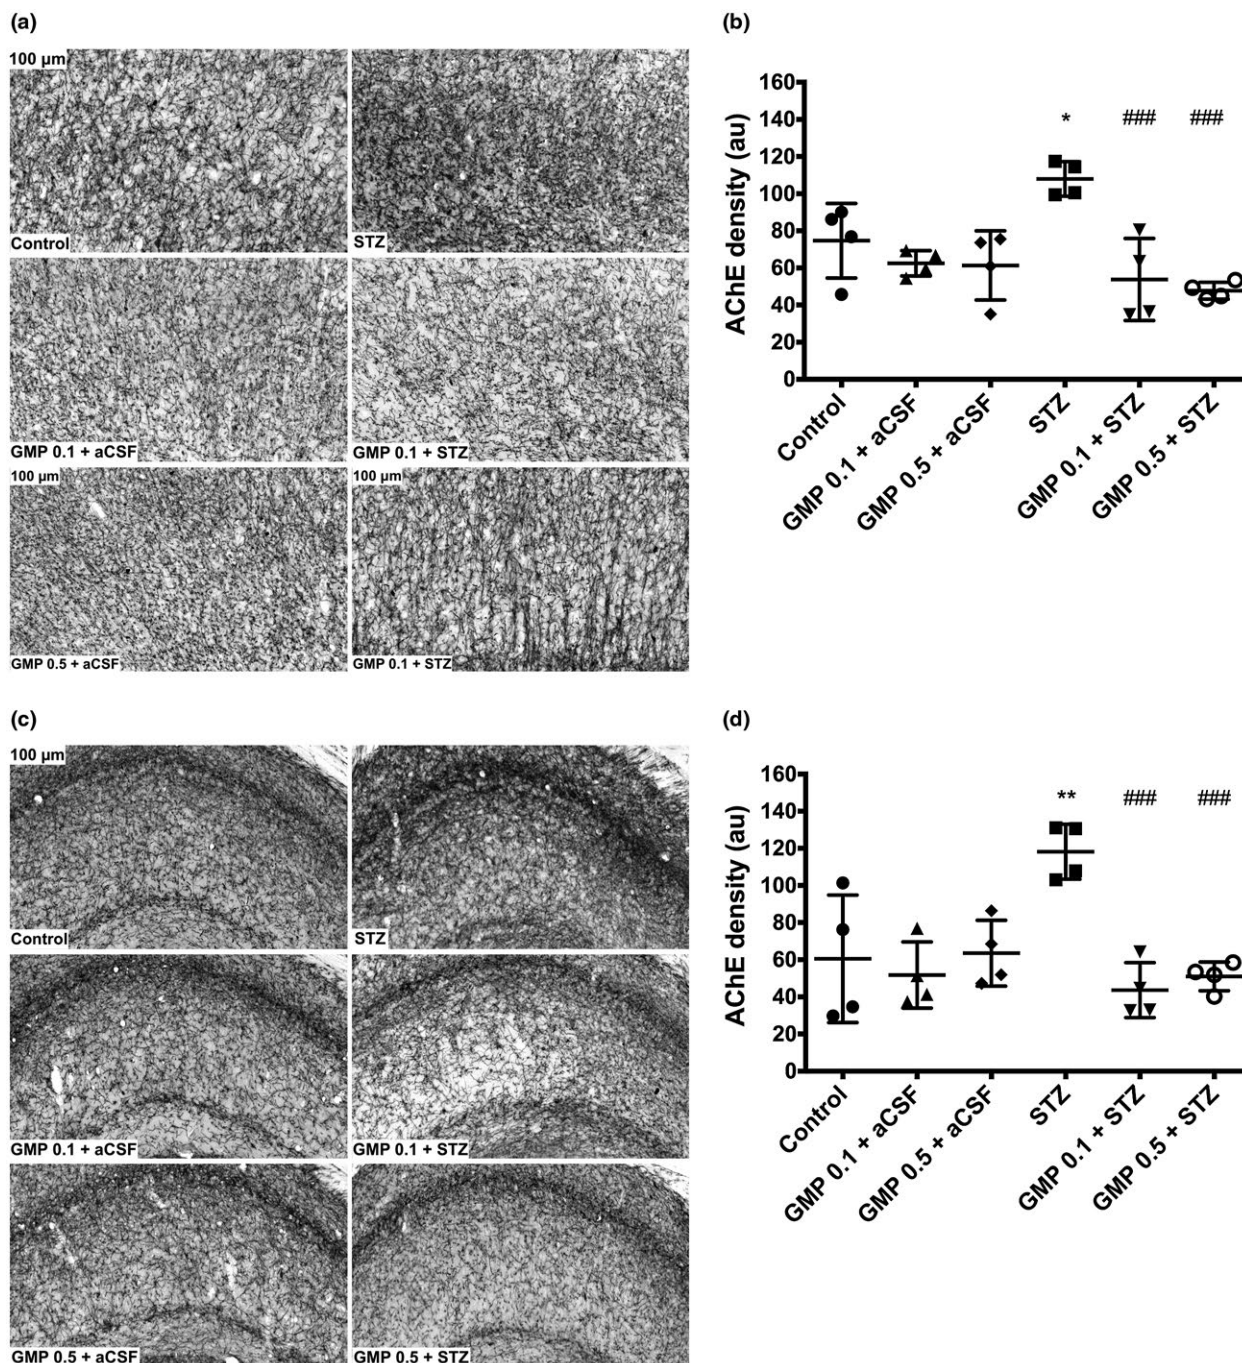 (a)
100 µm
Control
STZ
GMP 0.1 + aCSF
GMP 0.1 + STZ
100 µm
100 µm
GMP 0.5 + aCSF
GMP 0.1 + STZ
(b)
AChE density (au)
160
140
120
100
80
60
40
20
0
*
###
###
Control
GMP 0.1 + aCSF
GMP 0.5 + aCSF
STZ
GMP 0.1 + STZ
GMP 0.5 + STZ
(c)
100 µm
Control
STZ
GMP 0.1 + aCSF
GMP 0.1 + STZ
GMP 0.5 + aCSF
GMP 0.5 + STZ
(d)
AChE density (au)
160
140
120
100
80
60
40
20
0
**
###
###
Control
GMP 0.1 + aCSF
GMP 0.5 + aCSF
STZ
GMP 0.1 + STZ
GMP 0.5 + STZ